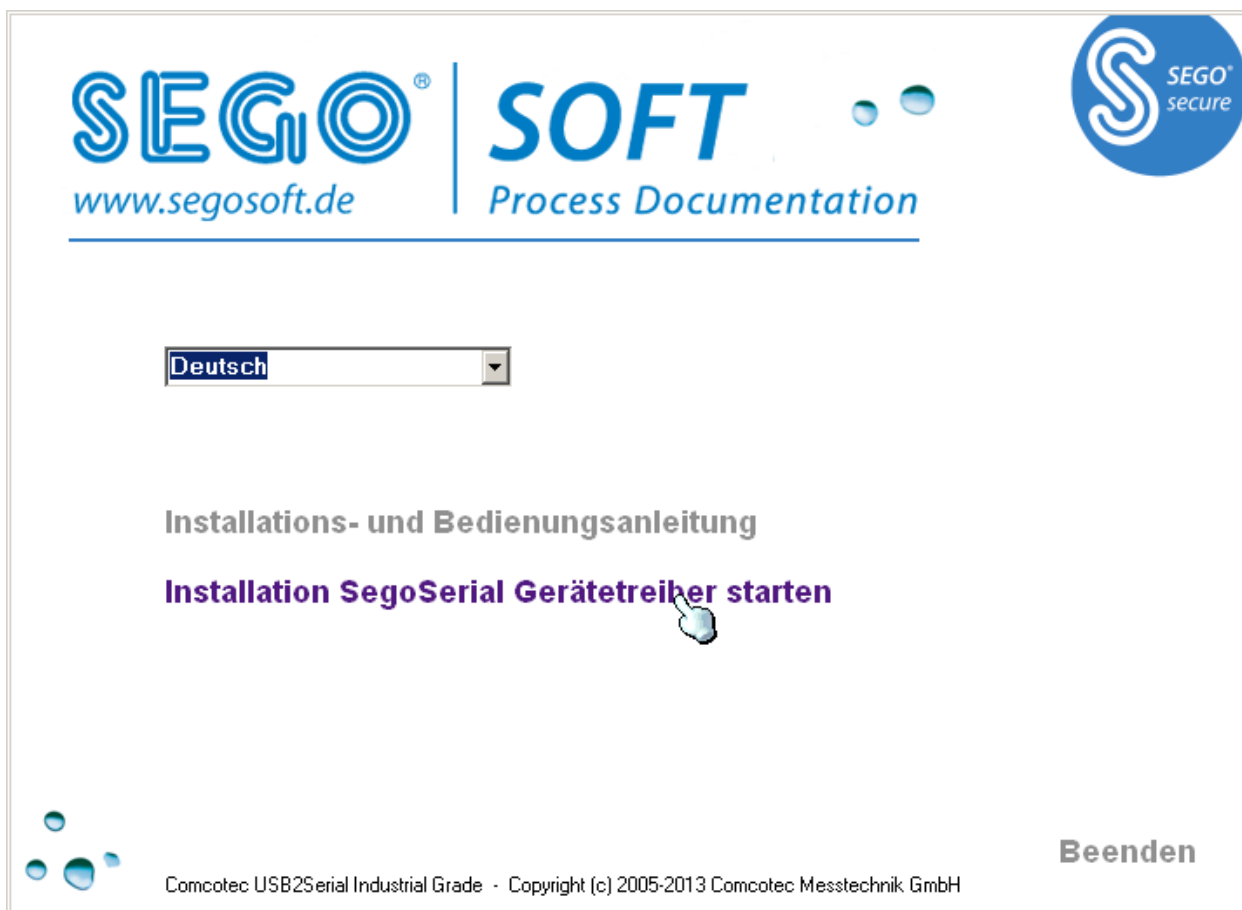 SEGO®
SOFT
SEGO®
secure
www.segosoft.de
Process Documentation
Deutsch
Installations- und Bedienungsanleitung
Installation SegoSerial Gerätetreiber starten
Beenden
Comcotec USB2Serial Industrial Grade - Copyright (c) 2005-2013 Comcotec Messtechnik GmbH